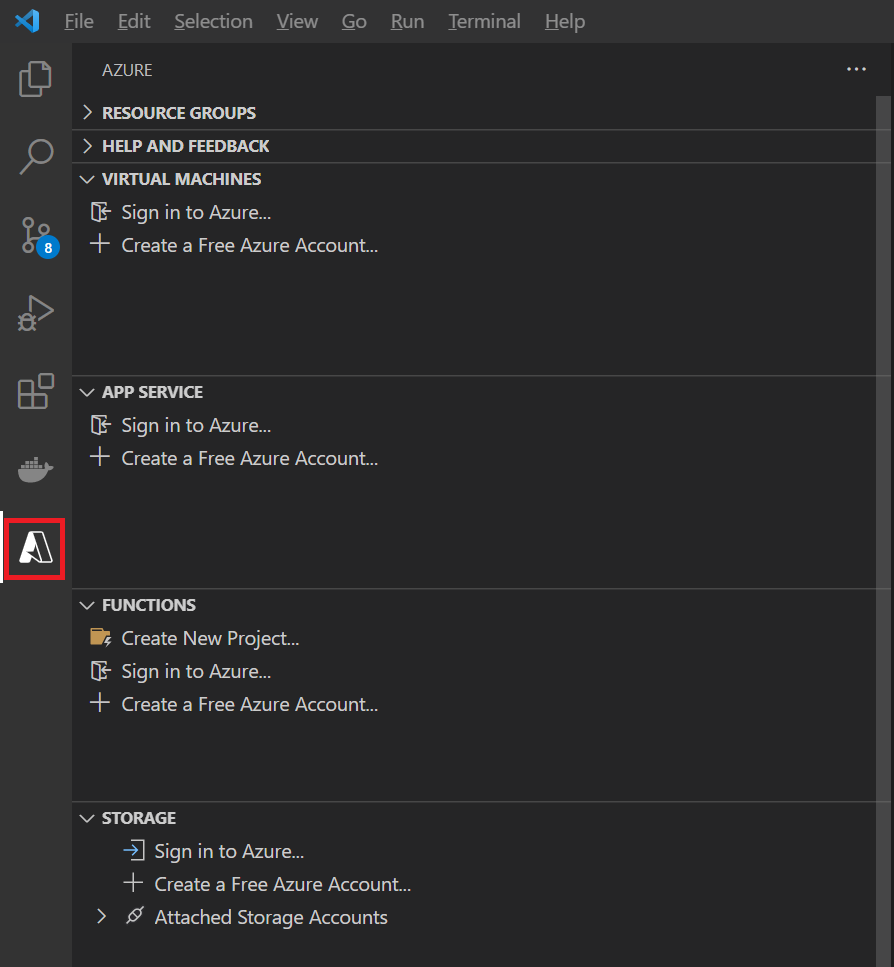 File Edit Selection View Go Run Terminal Help
AZURE
RESOURCE GROUPS
HELP AND FEEDBACK
VIRTUAL MACHINES
Sign in to Azure...
Create a Free Azure Account...
8
APP SERVICE
Sign in to Azure...
Create a Free Azure Account...
FUNCTIONS
Create New Project...
Sign in to Azure...
Create a Free Azure Account...
STORAGE
Sign in to Azure...
Create a Free Azure Account...
Attached Storage Accounts